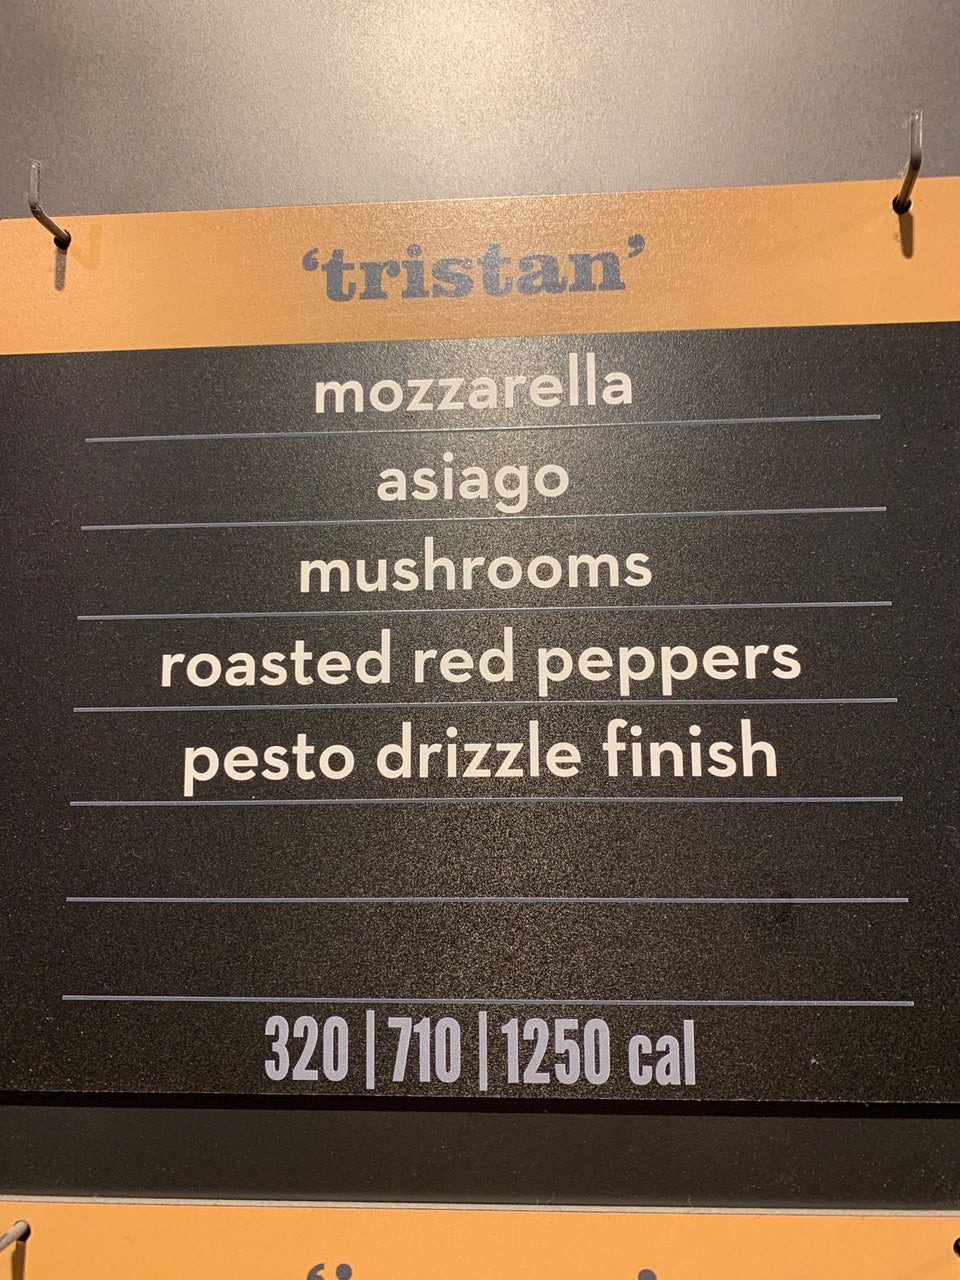 ‘tristan’
mozzarella
asiago
mushrooms
roasted red peppers
pesto drizzle finish
320|710|1250 cal